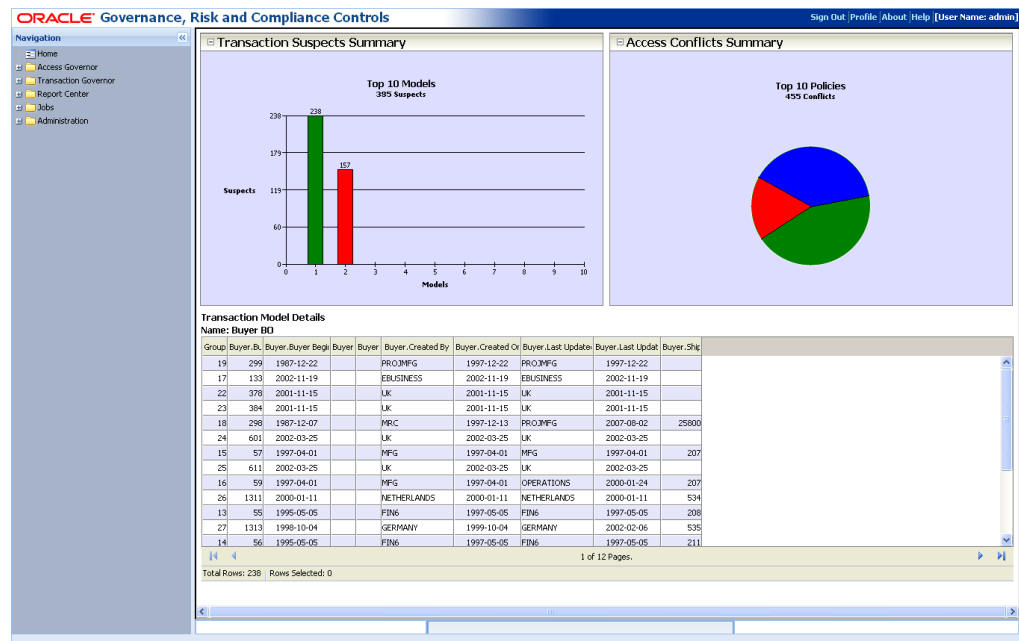 ORACLE® Governance, Risk and Compliance Controls
Sign Out Profile About Help [User Name: admin]
Navigation
Home
Access Governor
Transaction Governor
Report Center
Jobs
Administration
Transaction Suspects Summary
Top 10 Models
395 Suspects
238
238
179
157
Suspects
119
60
0
0 1 2 3 4 5 6 7 8 9 10
Models
Access Conflicts Summary
Top 10 Policies
455 Conflicts
Transaction Model Details
Name: Buyer BO
Group Buyer.Bu Buyer.Buyer Begi Buyer Buyer Buyer.Created By Buyer.Created O Buyer.Last Update Buyer.Last Updat Buyer.Ship
19 299 1987-12-22 PROJMFG 1997-12-22 PROJMFG 1997-12-22
17 133 2002-11-19 EBUSINESS 2002-11-19 EBUSINESS 2002-11-19
22 378 2001-11-15 UK 2001-11-15 UK 2001-11-15
23 384 2001-11-15 UK 2001-11-15 UK 2001-11-15
18 298 1987-12-07 MRC 1997-12-13 PROJMFG 2007-08-02 25800
24 601 2002-03-25 UK 2002-03-25 UK 2002-03-25
15 57 1997-04-01 MFG 1997-04-01 MFG 1997-04-01 207
25 611 2002-03-25 UK 2002-03-25 UK 2002-03-25
16 59 1997-04-01 MFG 1997-04-01 OPERATIONS 2000-01-24 207
26 1311 2000-01-11 NETHERLANDS 2000-01-11 NETHERLANDS 2000-01-11 534
13 55 1995-05-05 FIN6 1997-05-05 FIN6 1997-05-05 208
27 1313 1998-10-04 GERMANY 1999-10-04 GERMANY 2002-02-06 535
14 56 1995-05-05 FIN6 1997-05-05 FIN6 1997-05-05 211
1 of 12 Pages.
Total Rows: 238 Rows Selected: 0